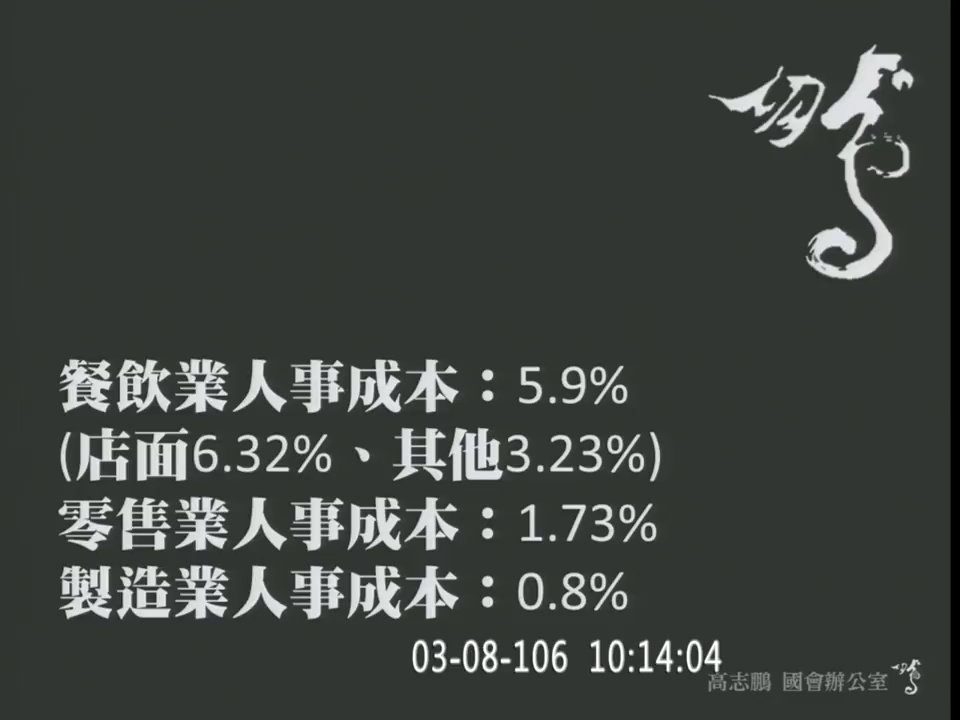 餐飲業人事成本：5.9%
(店面6.32%、其他3.23%)
零售業人事成本：1.73%
製造業人事成本：0.8%
03-08-106 10:14:04
高志鵬 國會辦公室